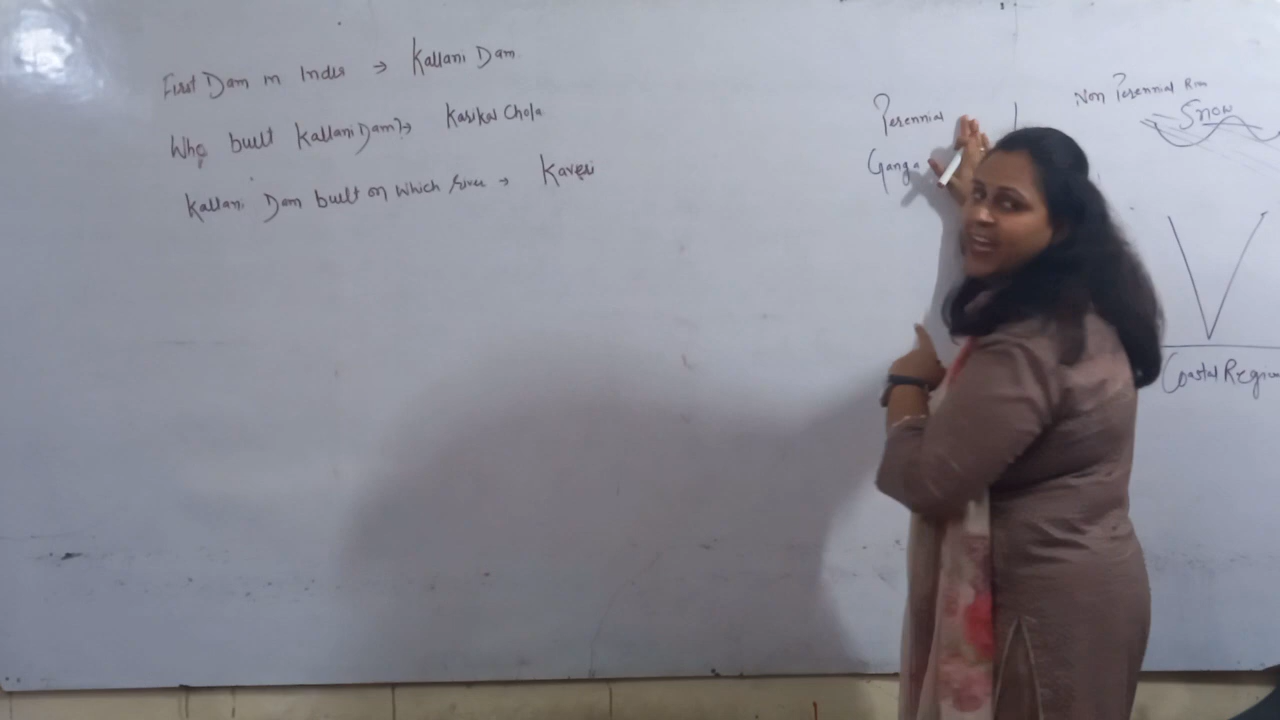 First Dam in India → Kallani Dam
Who built Kallani Dam? → Karikal Chola
Kallani Dam built on which river → Kaveri
Perennial
Ganga
Non Perennial
Snow
Coastal Region